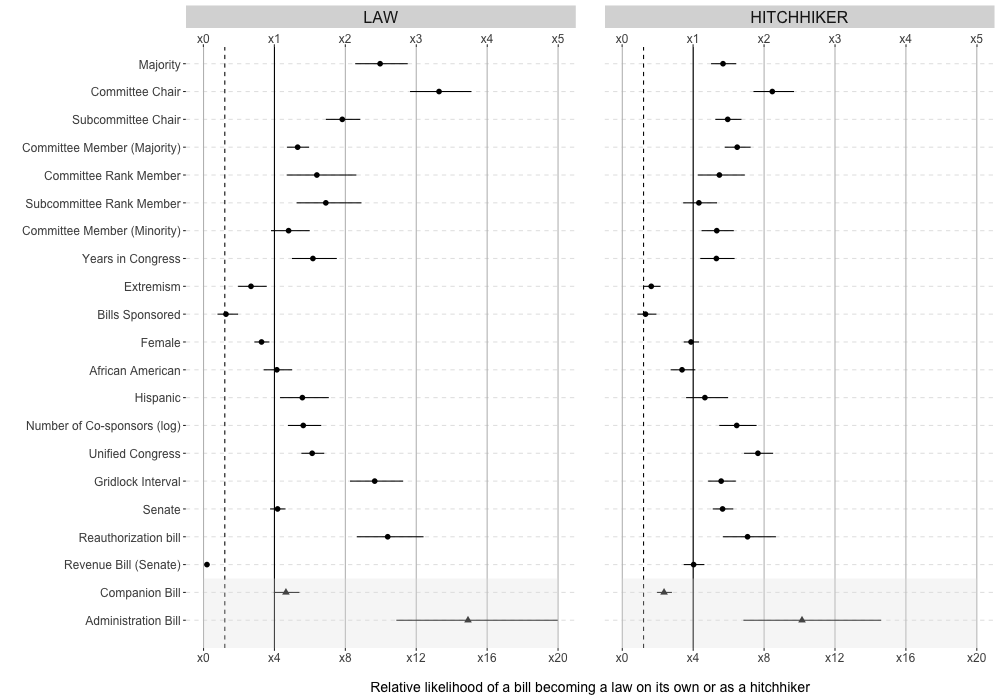 LAW HITCHHIKER
x0 x1 x2 x3 x4 x5 x0 x1 x2 x3 x4 x5
Majority
Committee Chair
Subcommittee Chair
Committee Member (Majority)
Committee Rank Member
Subcommittee Rank Member
Committee Member (Minority)
Years in Congress
Extremism
Bills Sponsored
Female
African American
Hispanic
Number of Co-sponsors (log)
Unified Congress
Gridlock Interval
Senate
Reauthorization bill
Revenue Bill (Senate)
Companion Bill
Administration Bill
x0 x4 x8 x12 x16 x20 x0 x4 x8 x12 x16 x20
Relative likelihood of a bill becoming a law on its own or as a hitchhiker